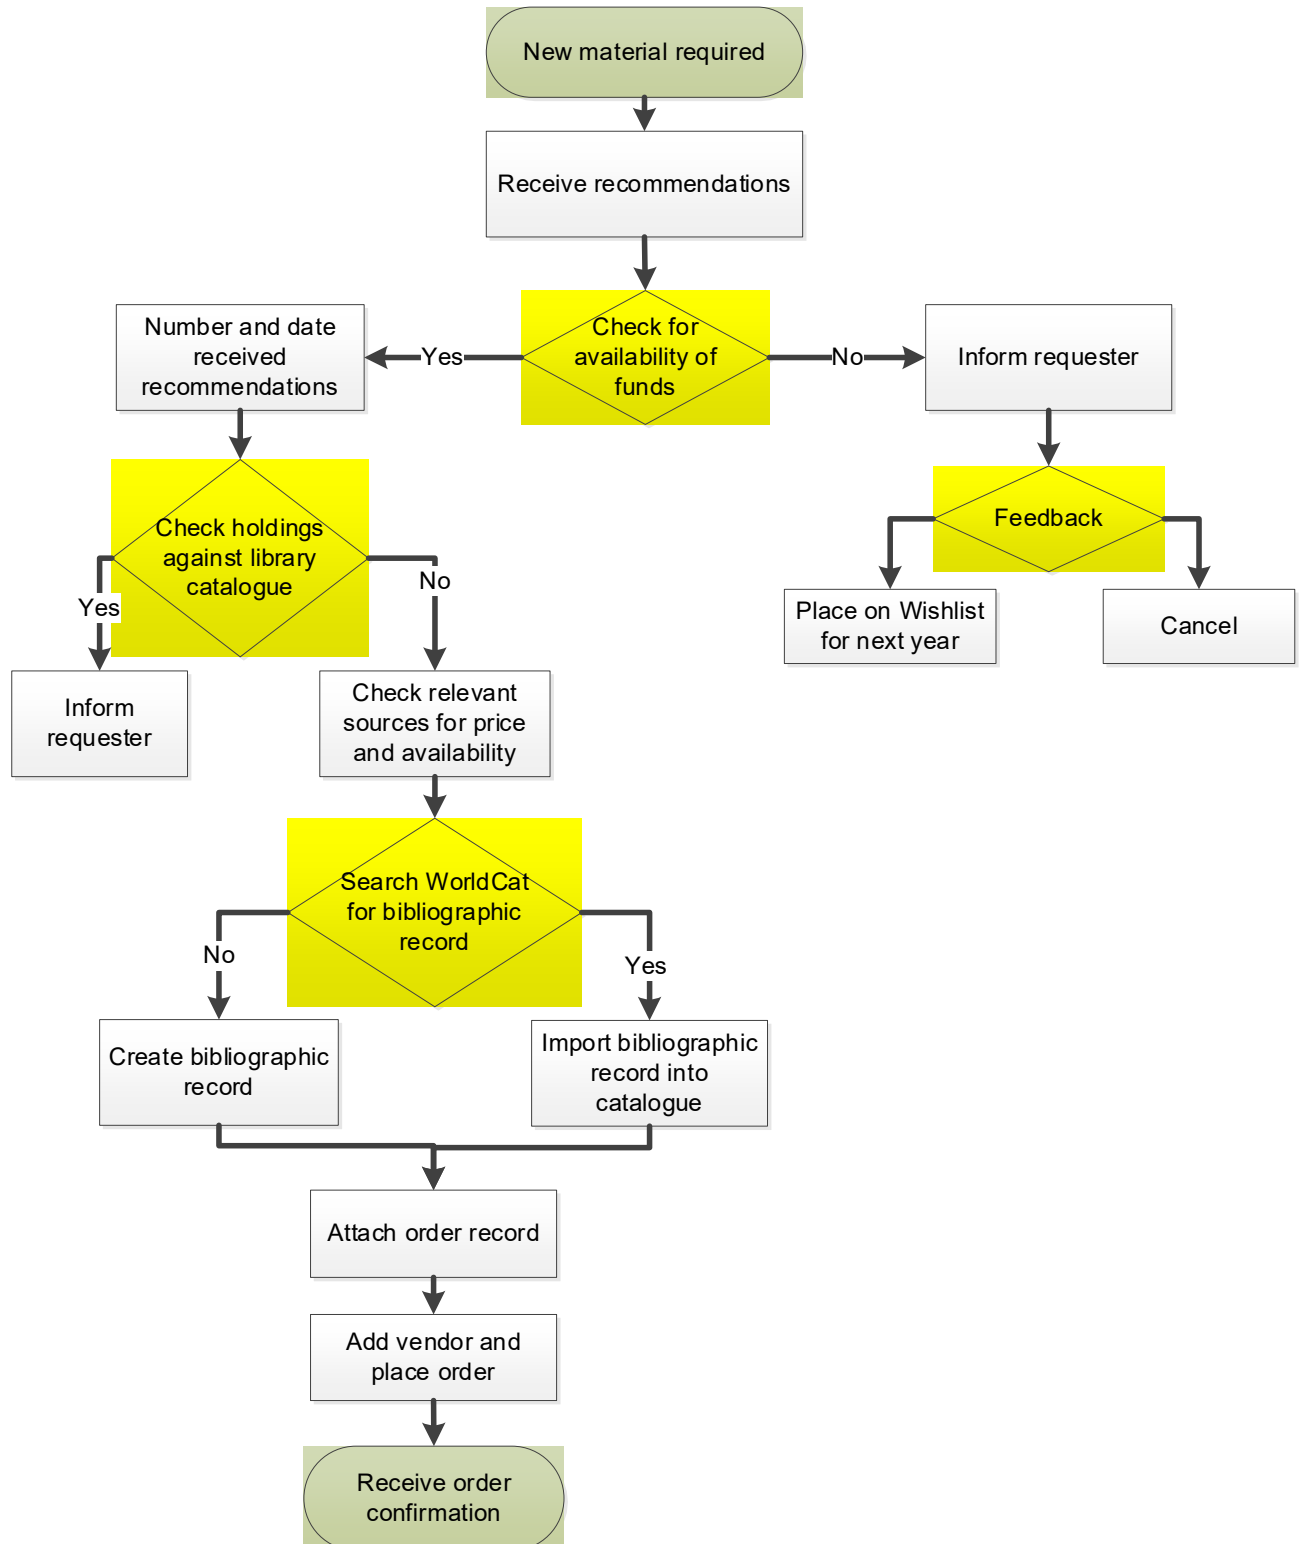 New material required
Receive recommendations
Check for
availability of
funds
Yes
No
Number and date
received
recommendations
Inform requester
Check holdings
against library
catalogue
Yes
No
Feedback
Place on Wishlist
for next year
Cancel
Inform
requester
Check relevant
sources for price
and availability
Search WorldCat
for bibliographic
record
No
Yes
Create bibliographic
record
Import bibliographic
record into
catalogue
Attach order record
Add vendor and
place order
Receive order
confirmation